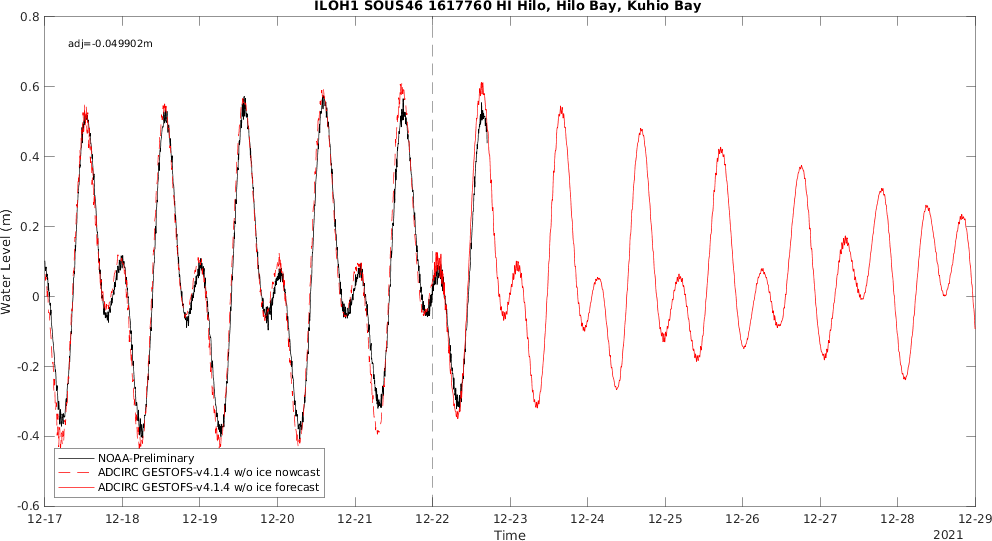 ILOH1 SOUS46 1617760 HI Hilo, Hilo Bay, Kuhio Bay
adj=-0.049902m
0.8
0.6
0.4
0.2
0
-0.2
-0.4
-0.6
Water Level (m)
NOAA-Preliminary
ADCIRC GESTOFS-v4.1.4 w/o ice nowcast
ADCIRC GESTOFS-v4.1.4 w/o ice forecast
12-17 12-18 12-19 12-20 12-21 12-22 12-23 12-24 12-25 12-26 12-27 12-28 12-29
Time
2021